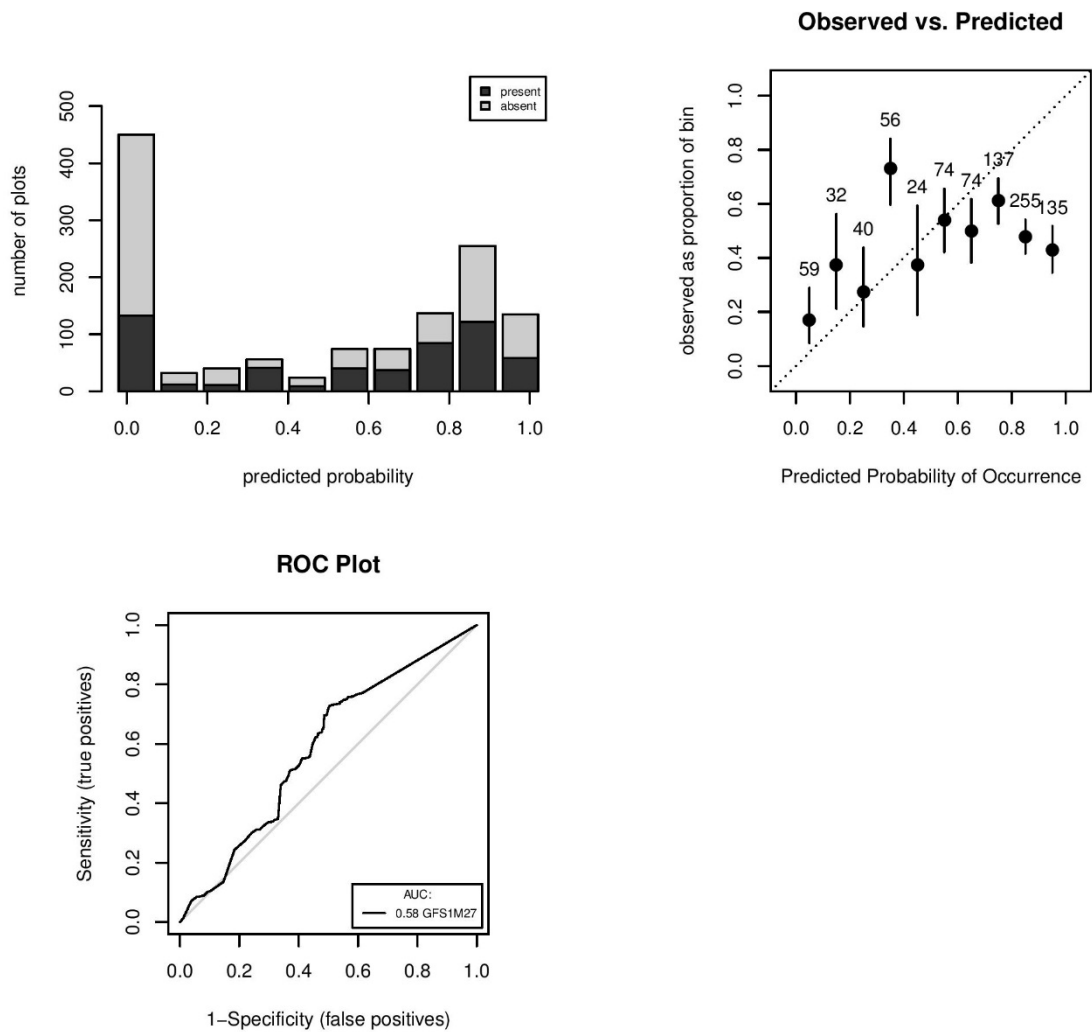 Observed vs. Predicted
present
absent
number of plots
500
400
300
200
100
0
0.0 0.2 0.4 0.6 0.8 1.0
predicted probability
observed as proportion of bin
1.0
0.8
0.6
0.4
0.2
0.0
59
32
40
56
24
74
74
137
255
135
0.0 0.2 0.4 0.6 0.8 1.0
Predicted Probability of Occurrence
ROC Plot
Sensitivity (true positives)
1.0
0.8
0.6
0.4
0.2
0.0
AUC:
0.58 GFS1M27
0.0 0.2 0.4 0.6 0.8 1.0
1−Specificity (false positives)